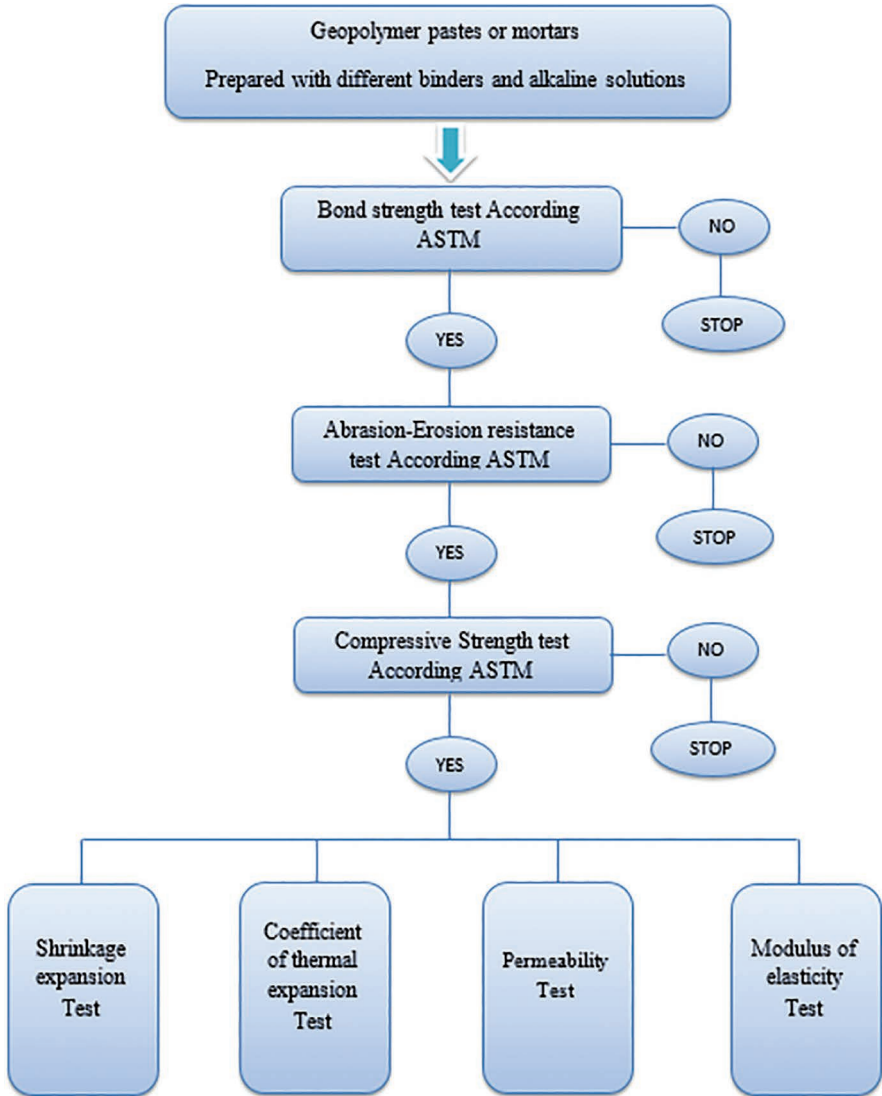 Geopolymer pastes or mortars
Prepared with different binders and alkaline solutions
Bond strength test According
ASTM
NO
STOP
YES
Abrasion-Erosion resistance
test According ASTM
NO
STOP
YES
Compressive Strength test
According ASTM
NO
STOP
YES
Shrinkage
expansion
Test
Coefficient
of thermal
expansion
Test
Permeability
Test
Modulus of
elasticity
Test